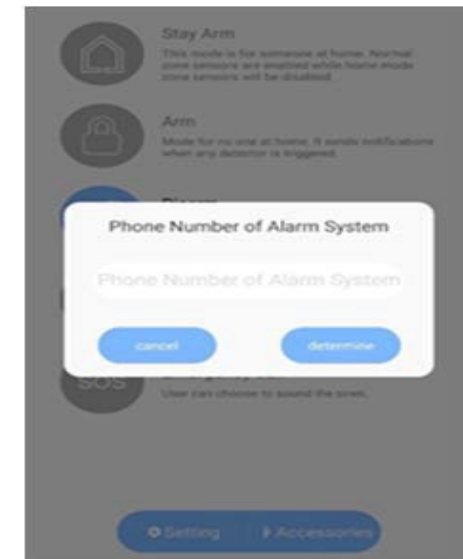 Stay Arm
This mode is for someone at home. Normal
zone sensors are enabled while home mode
zone sensors will be disabled.
Arm
Mode for no one at home. It sends notifications
when any detector is triggered.
Disarm
Phone Number of Alarm System
Phone Number of Alarm System
cancel
determine
SOS
User can choose to sound the siren.
Setting
Accessories